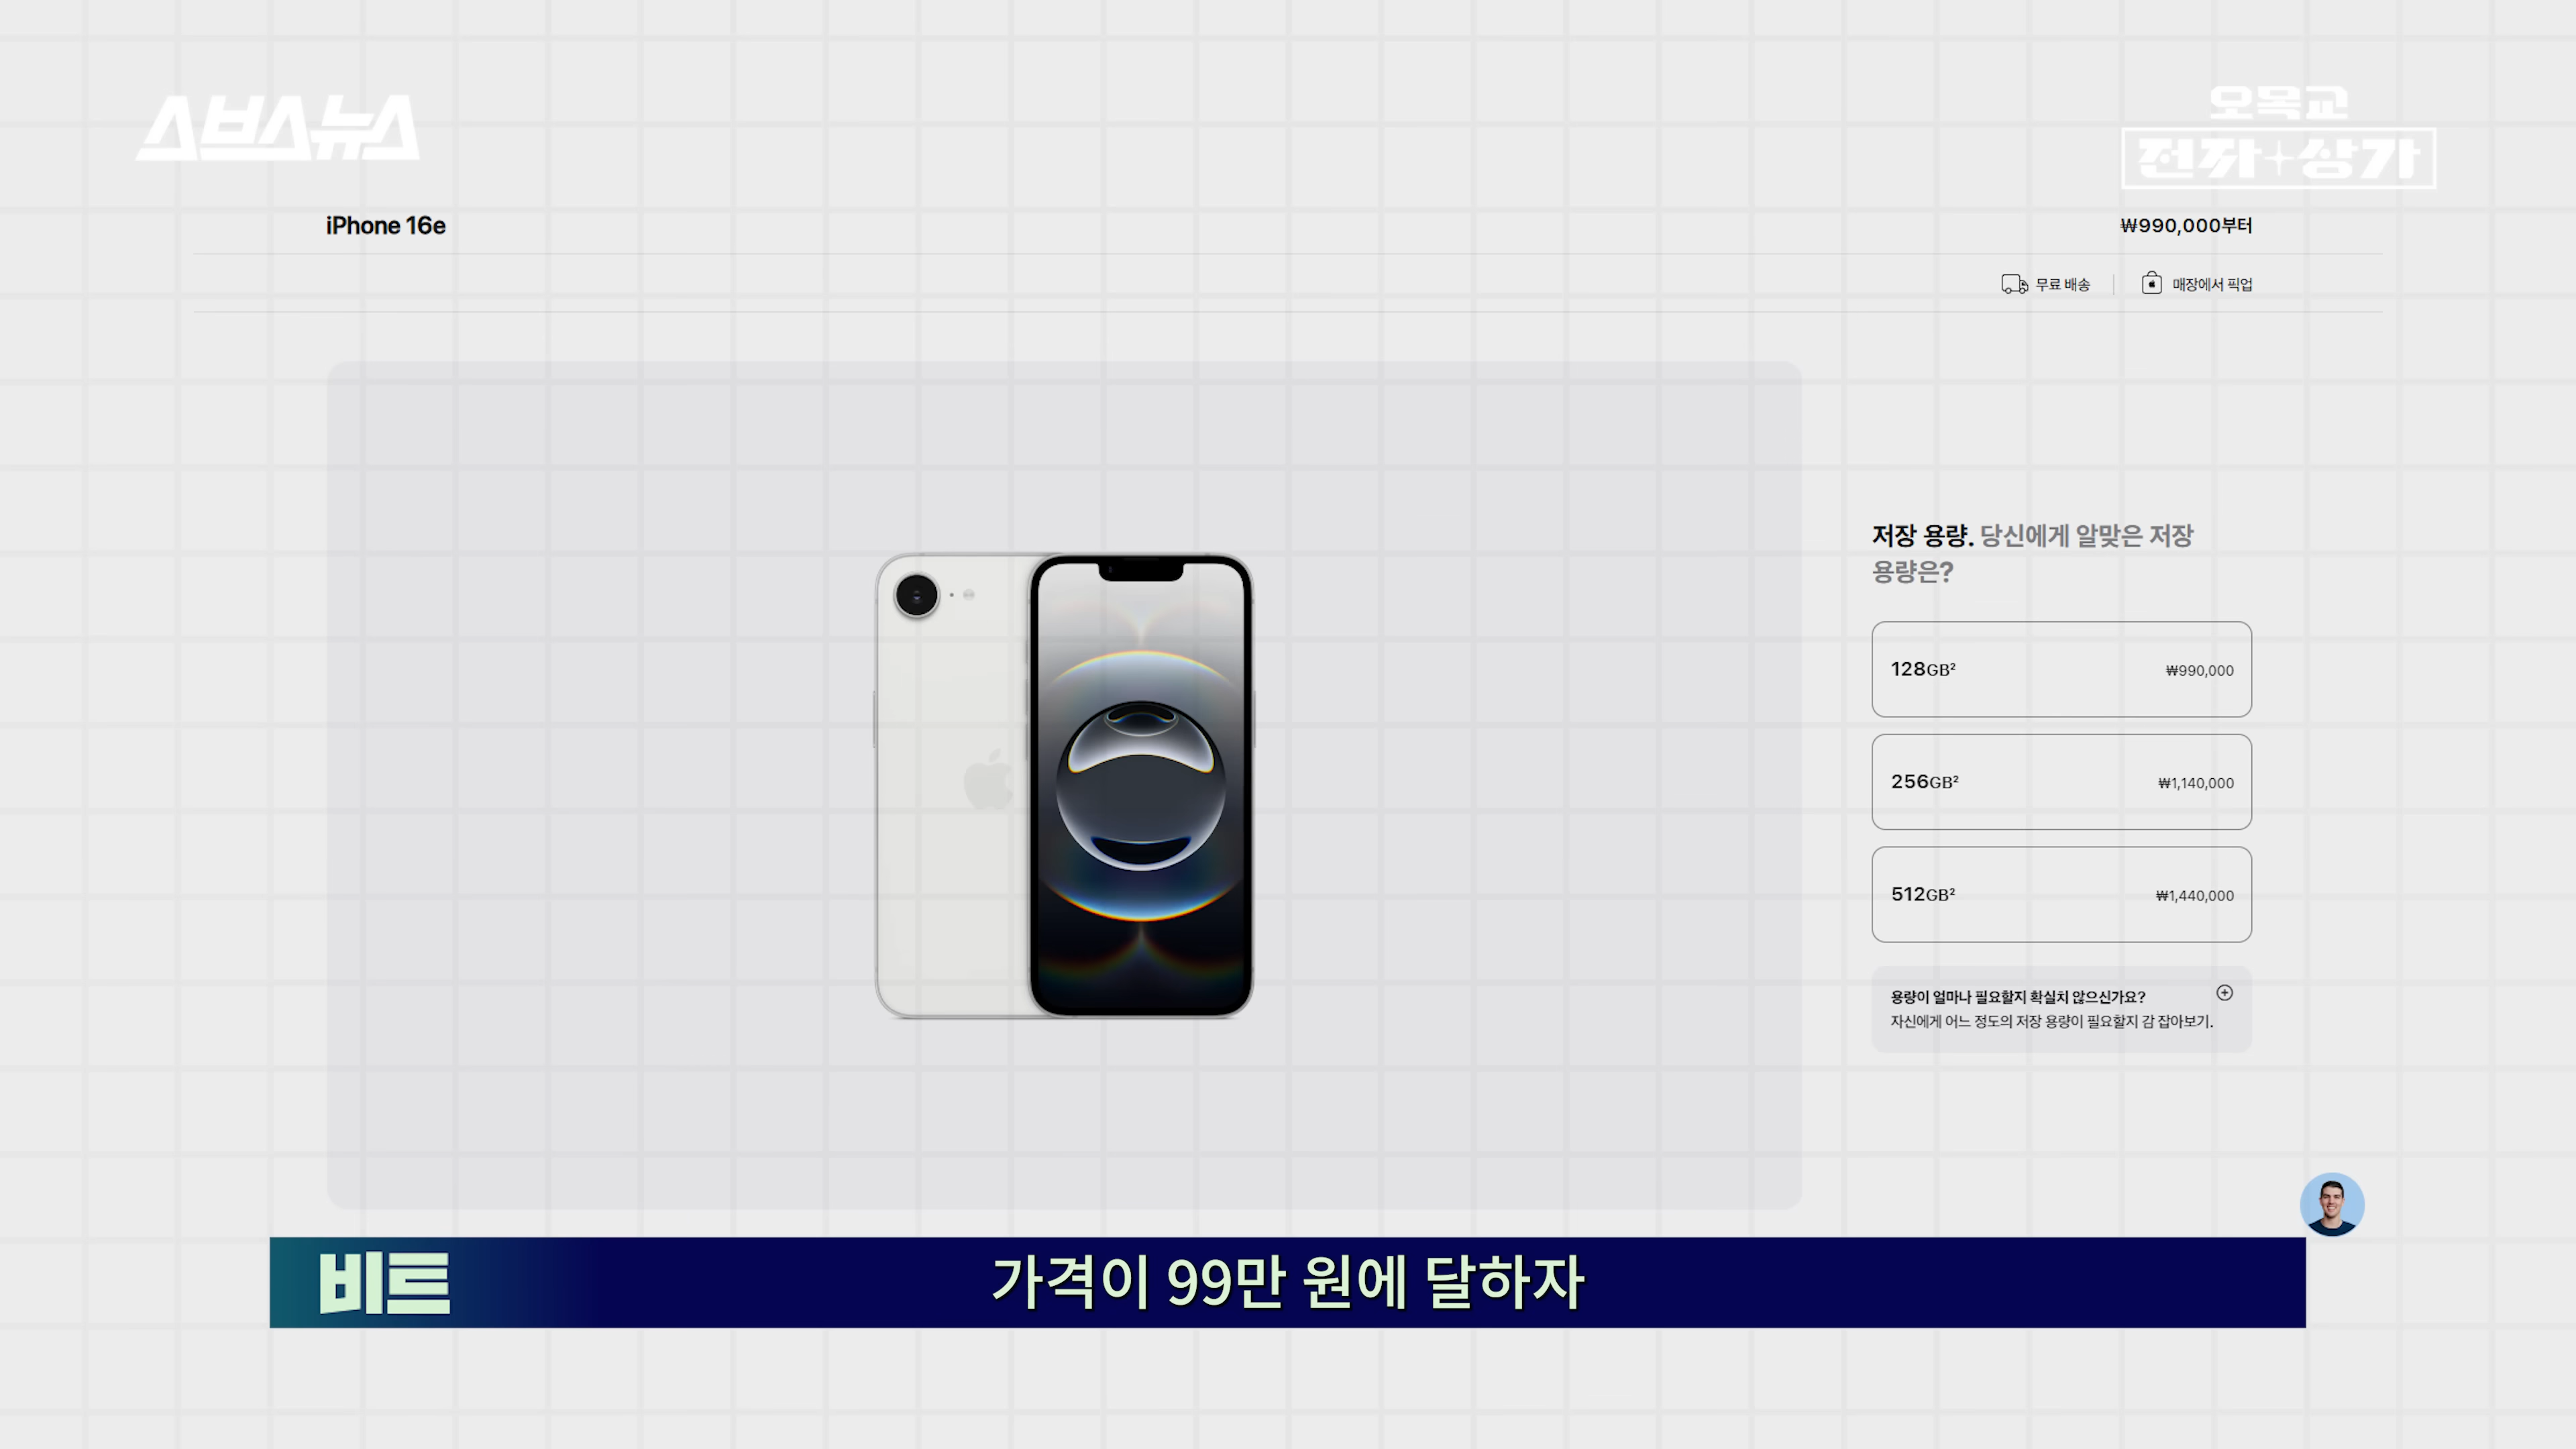 스브스뉴스
오목교
전자상가
iPhone 16e
₩990,000부터
무료 배송
매장에서 픽업
저장 용량. 당신에게 알맞은 저장
용량은?
128GB²
₩990,000
256GB²
₩1,140,000
512GB²
₩1,440,000
용량이 얼마나 필요할지 확실치 않으신가요?
자신에게 어느 정도의 저장 용량이 필요할지 감 잡아보기.
비트
가격이 99만 원에 달하자